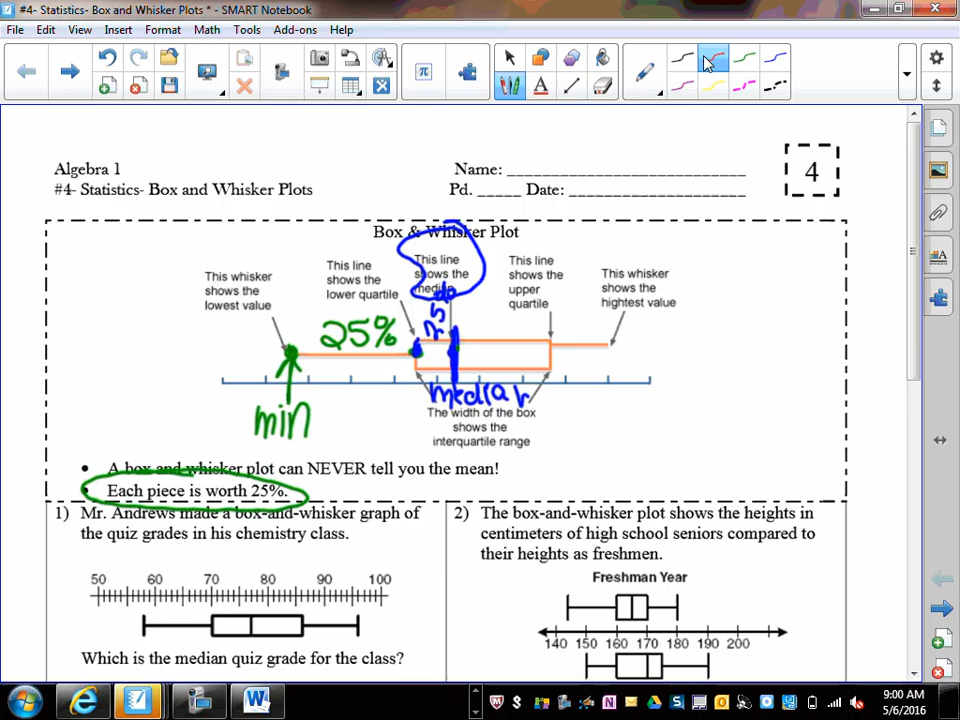 #4- Statistics- Box and Whisker Plots * - SMART Notebook
File Edit View Insert Format Math Tools Add-ons Help
π
A
Algebra 1
Name: ___________________________
4
#4- Statistics- Box and Whisker Plots
Pd. _____ Date: ____________________
Box & Whisker Plot
This whisker
shows the
lowest value
This line
shows the
lower quartile
This line
shows the
median
This line
shows the
upper
quartile
This whisker
shows the
hightest value
25%
25%
min
median
The width of the box
shows the
interquartile range
• A box and whisker plot can NEVER tell you the mean!
• Each piece is worth 25%.
1) Mr. Andrews made a box-and-whisker graph of
the quiz grades in his chemistry class.
50 60 70 80 90 100
Which is the median quiz grade for the class?
2) The box-and-whisker plot shows the heights in
centimeters of high school seniors compared to
their heights as freshmen.
Freshman Year
140 150 160 170 180 190 200
9:00 AM
5/6/2016